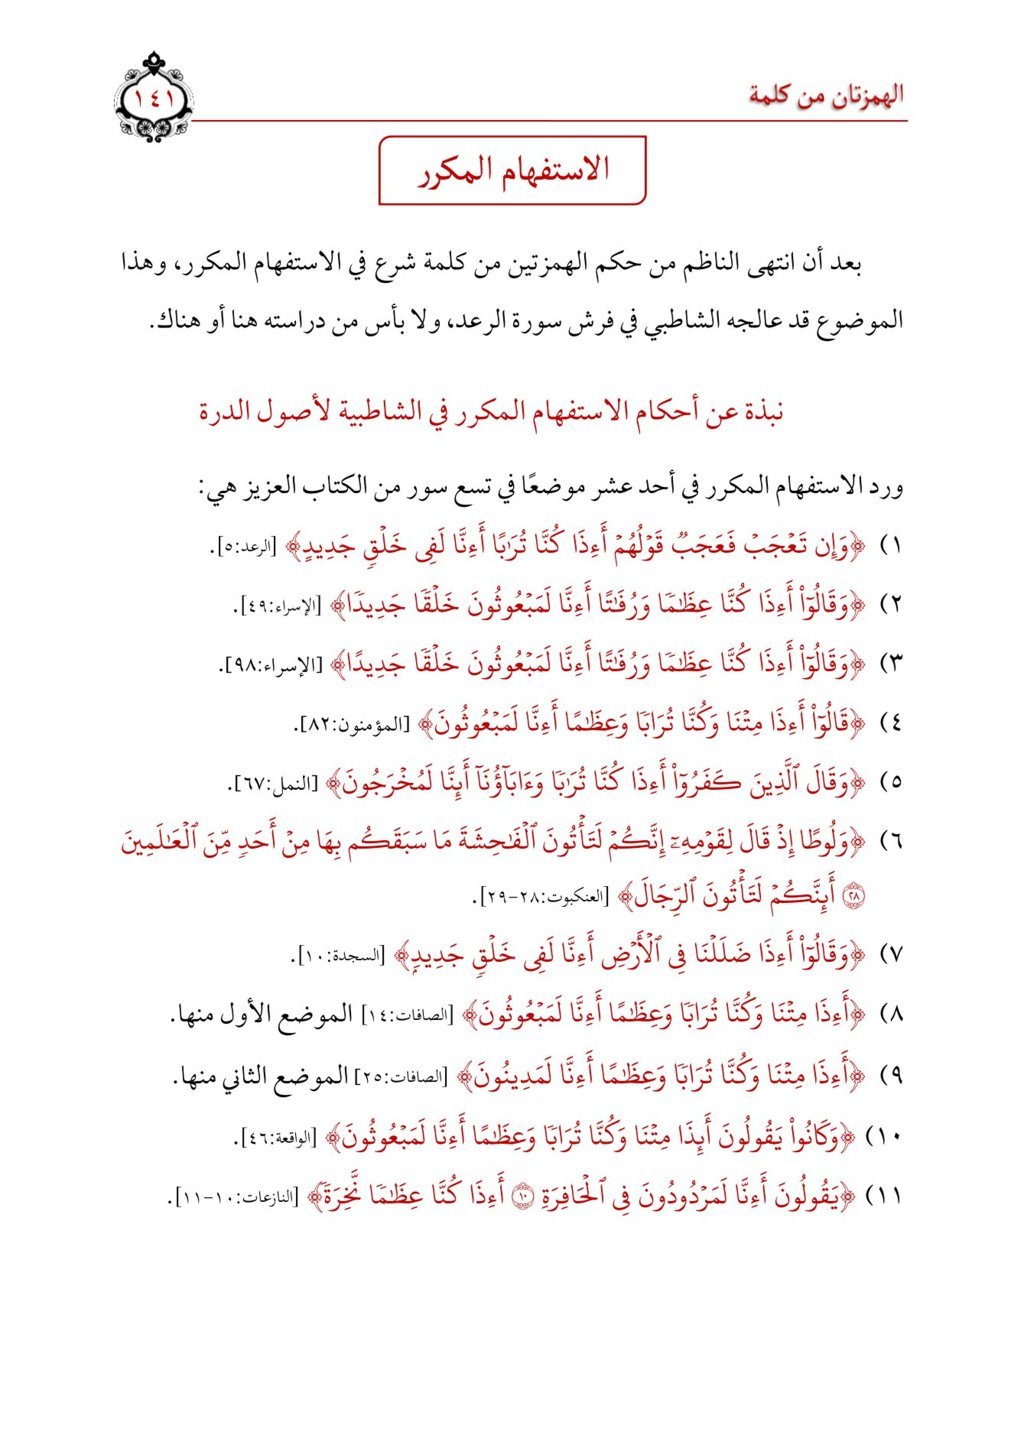 الهمزتان من كلمة
١٤١
الاستفهام المكرر
بعد أن انتهى الناظم من حكم الهمزتين من كلمة شرع في الاستفهام المكرر، وهذا
الموضوع قد عالجه الشاطبي في فرش سورة الرعد، ولا بأس من دراسته هنا أو هناك.
نبذة عن أحكام الاستفهام المكرر في الشاطبية لأصول الدرة
ورد الاستفهام المكرر في أحد عشر موضعًا في تسع سور من الكتاب العزيز هي:
١) ﴿وَإِن تَعۡجَبۡ فَعَجَبٞ قَوۡلُهُمۡ أَءِذَا كُنَّا تُرَٰبًا أَءِنَّا لَفِى خَلۡقٖ جَدِيدٍ﴾ [الرعد:٥].
٢) ﴿وَقَالُوٓاْ أَءِذَا كُنَّا عِظَٰمٗا وَرُفَٰتًا أَءِنَّا لَمَبۡعُوثُونَ خَلۡقٗا جَدِيدٗا﴾ [الإسراء:٤٩].
٣) ﴿وَقَالُوٓاْ أَءِذَا كُنَّا عِظَٰمٗا وَرُفَٰتًا أَءِنَّا لَمَبۡعُوثُونَ خَلۡقٗا جَدِيدًا﴾ [الإسراء:٩٨].
٤) ﴿قَالُوٓاْ أَءِذَا مِتۡنَا وَكُنَّا تُرَابٗا وَعِظَٰمًا أَءِنَّا لَمَبۡعُوثُونَ﴾ [المؤمنون:٨٢].
٥) ﴿وَقَالَ ٱلَّذِينَ كَفَرُوٓاْ أَءِذَا كُنَّا تُرَٰبٗا وَءَابَآؤُنَآ أَئِنَّا لَمُخۡرَجُونَ﴾ [النمل:٦٧].
٦) ﴿وَلُوطًا إِذۡ قَالَ لِقَوۡمِهِۦٓ إِنَّكُمۡ لَتَأۡتُونَ ٱلۡفَٰحِشَةَ مَا سَبَقَكُم بِهَا مِنۡ أَحَدٖ مِّنَ ٱلۡعَٰلَمِينَ
٢٨ أَئِنَّكُمۡ لَتَأۡتُونَ ٱلرِّجَالَ﴾ [العنكبوت:٢٨-٢٩].
٧) ﴿وَقَالُوٓاْ أَءِذَا ضَلَلۡنَا فِى ٱلۡأَرۡضِ أَءِنَّا لَفِى خَلۡقٖ جَدِيدِۭ﴾ [السجدة:١٠].
٨) ﴿أَءِذَا مِتۡنَا وَكُنَّا تُرَابٗا وَعِظَٰمًا أَءِنَّا لَمَبۡعُوثُونَ﴾ [الصافات:١٤] الموضع الأول منها.
٩) ﴿أَءِذَا مِتۡنَا وَكُنَّا تُرَابٗا وَعِظَٰمًا أَءِنَّا لَمَدِينُونَ﴾ [الصافات:٢٥] الموضع الثاني منها.
١٠) ﴿وَكَانُواْ يَقُولُونَ أَئِذَا مِتۡنَا وَكُنَّا تُرَابٗا وَعِظَٰمًا أَءِنَّا لَمَبۡعُوثُونَ﴾ [الواقعة:٤٦].
١١) ﴿يَقُولُونَ أَءِنَّا لَمَرۡدُودُونَ فِى ٱلۡحَافِرَةِ ١٠ أَءِذَا كُنَّا عِظَٰمٗا نَّخِرَةٗ﴾ [النازعات:١٠-١١].